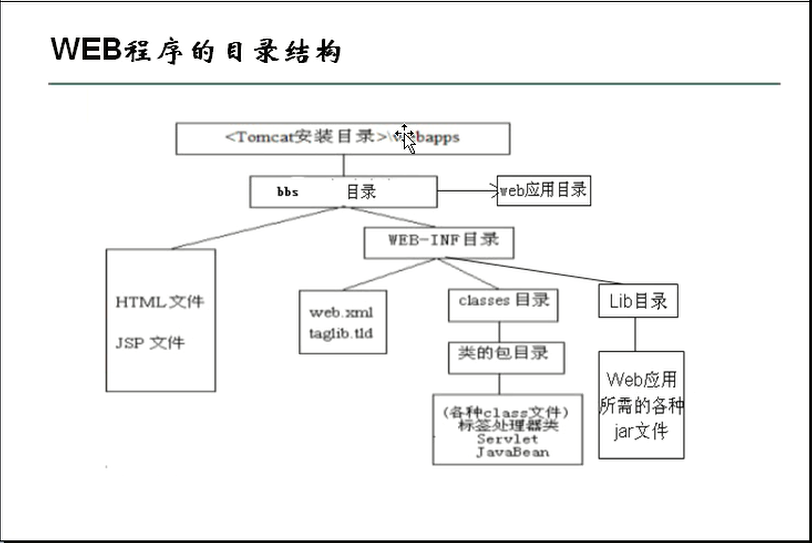 WEB程序的目录结构
<Tomcat安装目录>\webapps
bbs 目录
web应用目录
WEB-INF目录
HTML文件
JSP 文件
web.xml
taglib.tld
classes 目录
Lib目录
类的包目录
(各种class文件)
标签处理器类
Servlet
JavaBean
Web应用
所需的各种
jar文件